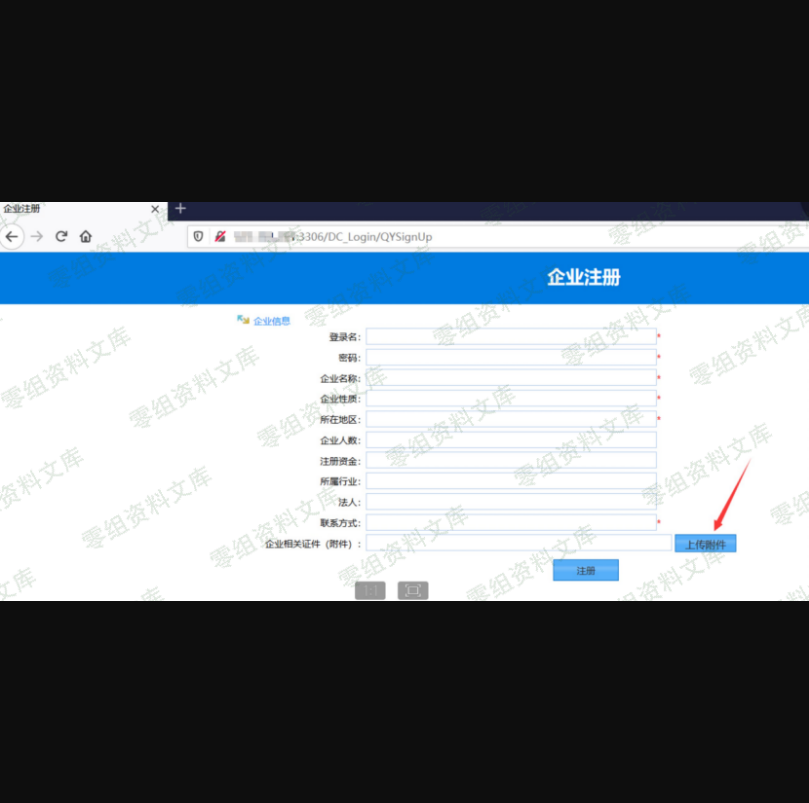 企业注册
:3306/DC_Login/QYSignUp
企业注册
企业信息
登录名：
*
密码：
*
企业名称：
*
企业性质：
*
所在地区：
*
企业人数：
注册资金：
所属行业：
法人：
联系方式：
*
企业相关证件（附件）：
上传附件
注册
1:1
零组资料文库